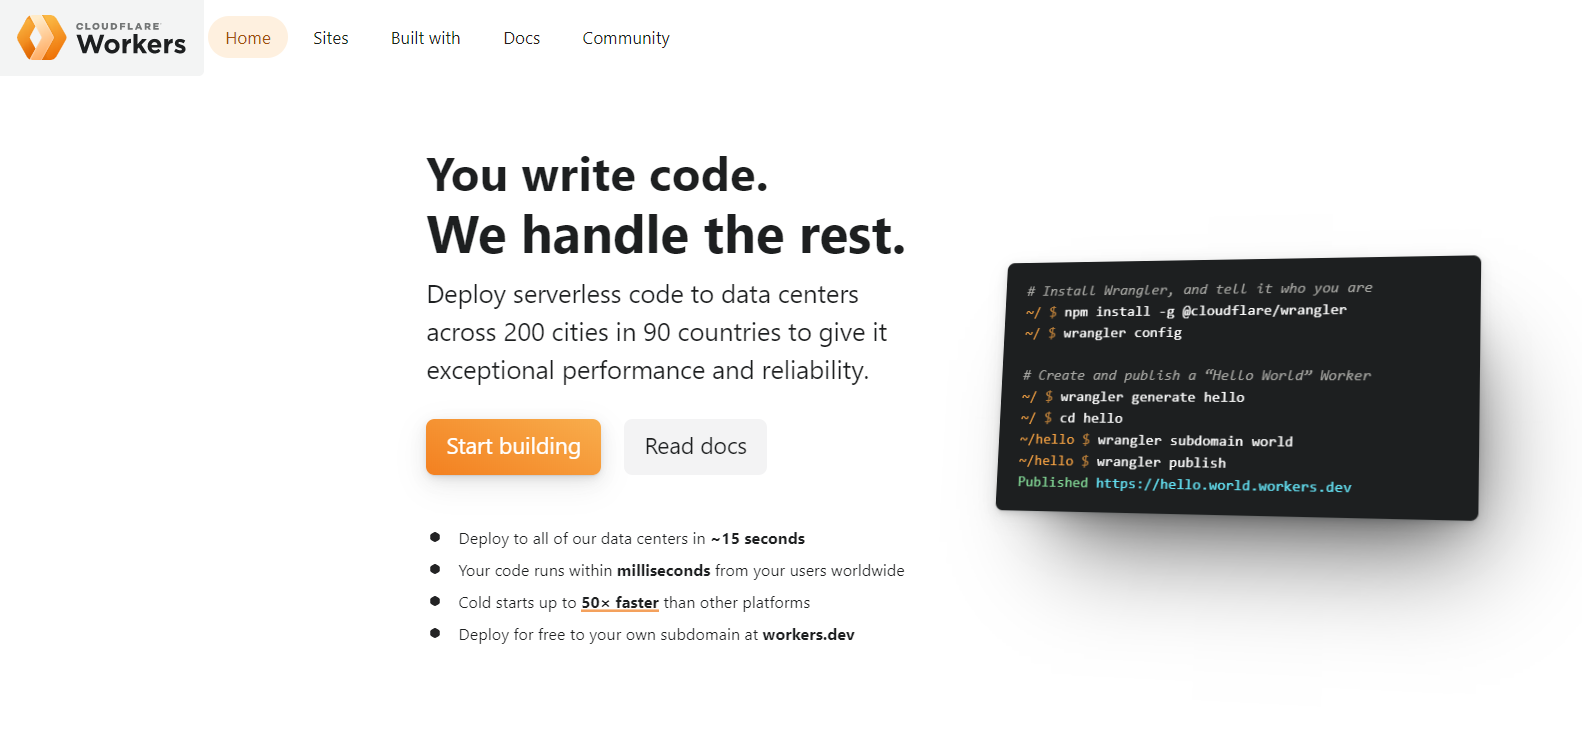 CLOUDFLARE
Workers
Home
Sites
Built with
Docs
Community
You write code.
We handle the rest.
Deploy serverless code to data centers
across 200 cities in 90 countries to give it
exceptional performance and reliability.
Start building
Read docs
Deploy to all of our data centers in ~15 seconds
Your code runs within milliseconds from your users worldwide
Cold starts up to 50× faster than other platforms
Deploy for free to your own subdomain at workers.dev
# Install Wrangler, and tell it who you are
~/ $ npm install -g @cloudflare/wrangler
~/ $ wrangler config
# Create and publish a “Hello World” Worker
~/ $ wrangler generate hello
~/ $ cd hello
~/hello $ wrangler subdomain world
~/hello $ wrangler publish
Published https://hello.world.workers.dev